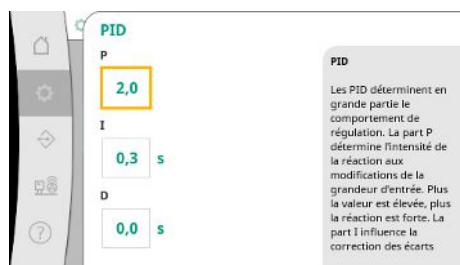 PID
P
2,0
I
0,3 s
D
0,0 s
PID
Les PID déterminent en
grande partie le
comportement de
régulation. La part P
détermine l'intensité de
la réaction aux
modifications de la
grandeur d'entrée. Plus
la valeur est élevée, plus
la réaction est forte. La
part I influence la
correction des écarts
?